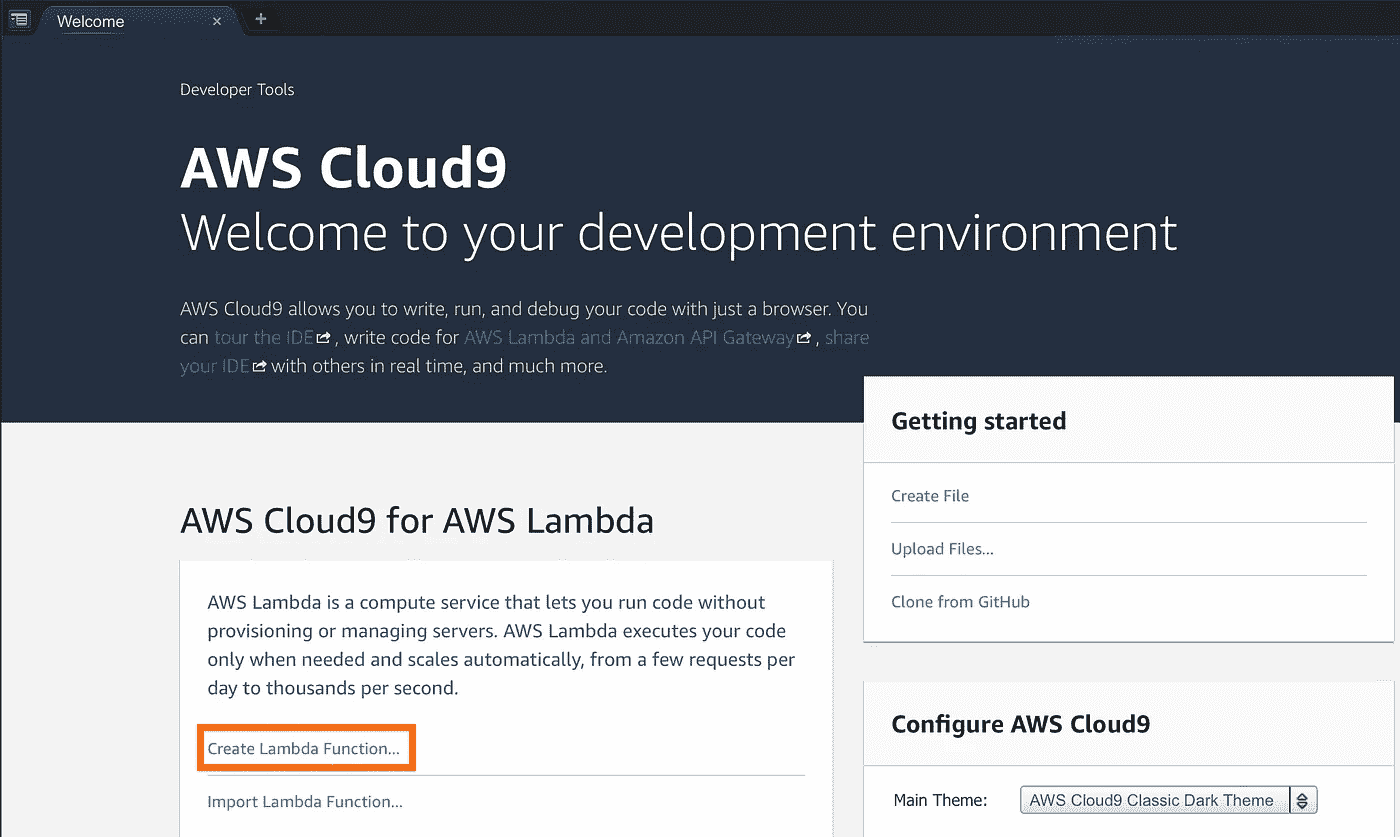 Welcome
Developer Tools
AWS Cloud9
Welcome to your development environment
AWS Cloud9 allows you to write, run, and debug your code with just a browser. You
can tour the IDE , write code for AWS Lambda and Amazon API Gateway , share
your IDE with others in real time, and much more.
Getting started
Create File
Upload Files...
Clone from GitHub
AWS Cloud9 for AWS Lambda
AWS Lambda is a compute service that lets you run code without
provisioning or managing servers. AWS Lambda executes your code
only when needed and scales automatically, from a few requests per
day to thousands per second.
Create Lambda Function...
Import Lambda Function...
Configure AWS Cloud9
Main Theme: AWS Cloud9 Classic Dark Theme